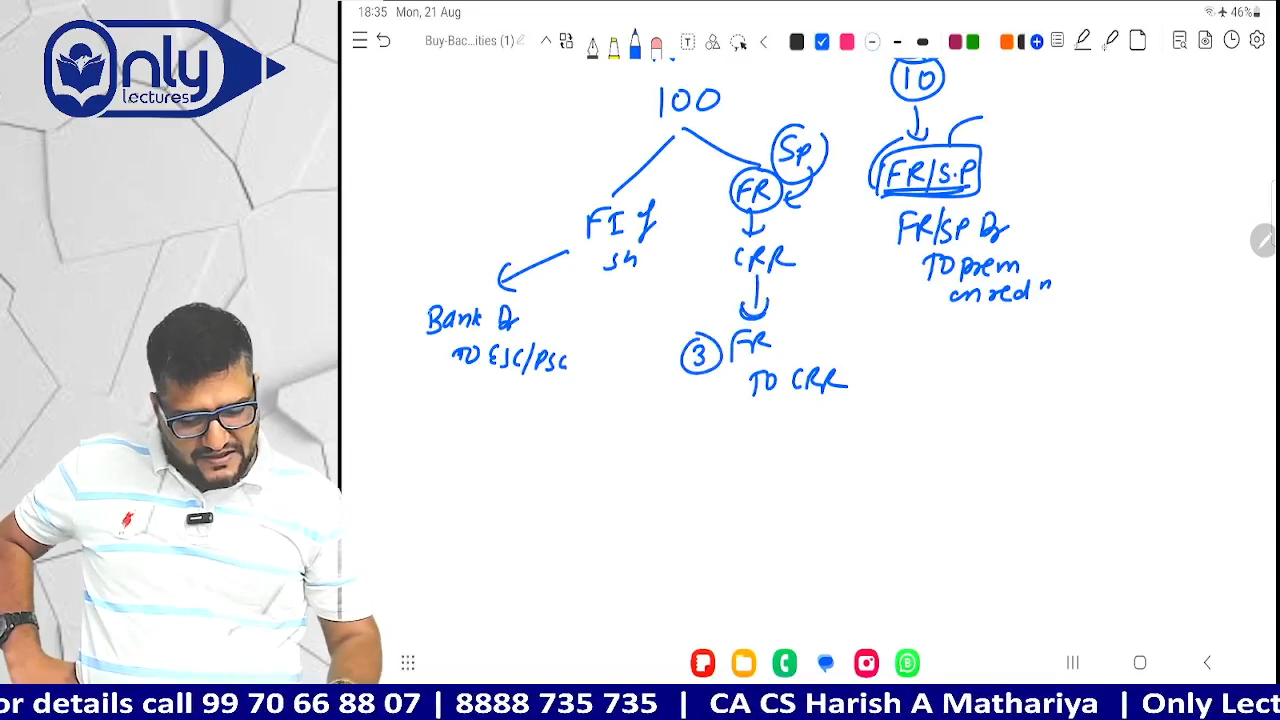 18:35 Mon, 21 Aug
46%
Only
lectures
Buy-Bac...ities (1)
T
10
100
Sp
FR/S.P
FR
FI of
sh
CRR
FR/SP Dr
TO prem
on redn
Bank Dr
TO ESC/PSC
3 FR
TO CRR
or details call 99 70 66 88 07 | 8888 735 735 | CA CS Harish A Mathariya | Only Lect